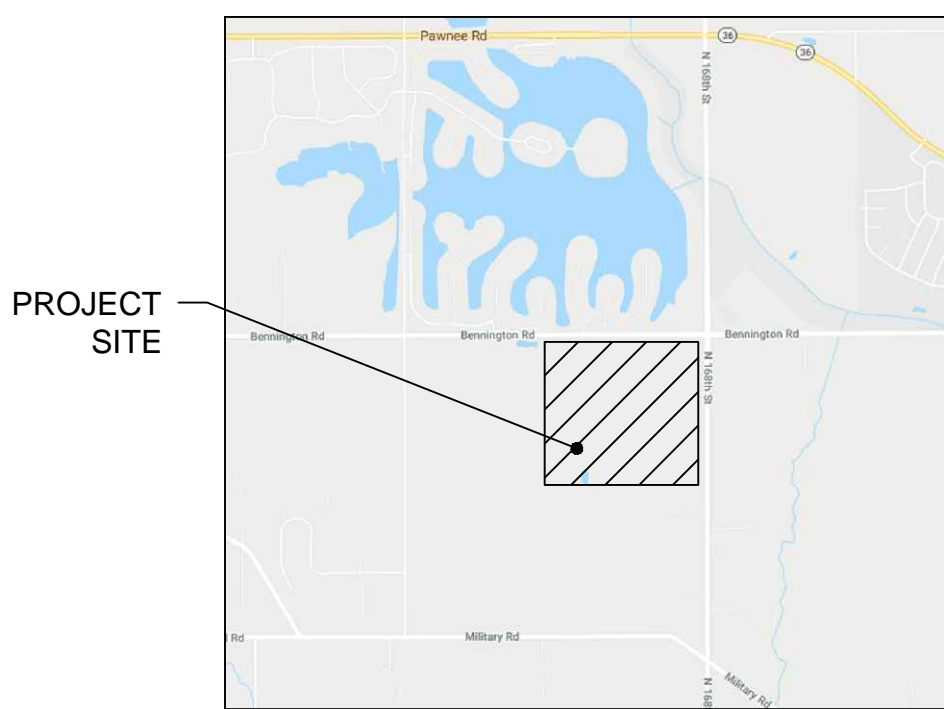 Pawnee Rd
36
36
N 168th St
PROJECT
SITE
Bennington Rd
Bennington Rd
Bennington Rd
N 168th St
l Rd
Military Rd
Military Rd
N 168